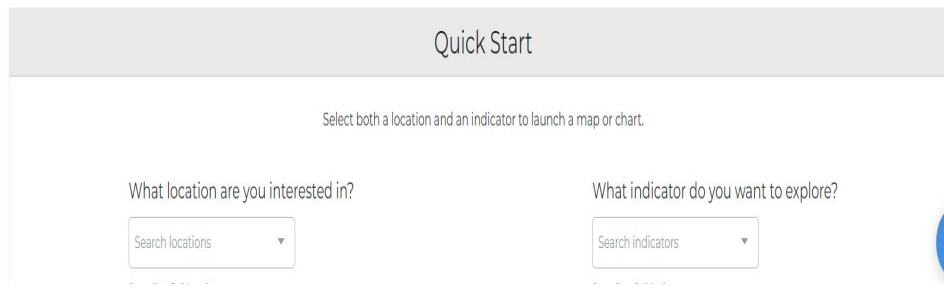 Quick Start
Select both a location and an indicator to launch a map or chart.
What location are you interested in?
What indicator do you want to explore?
Search locations
Search indicators